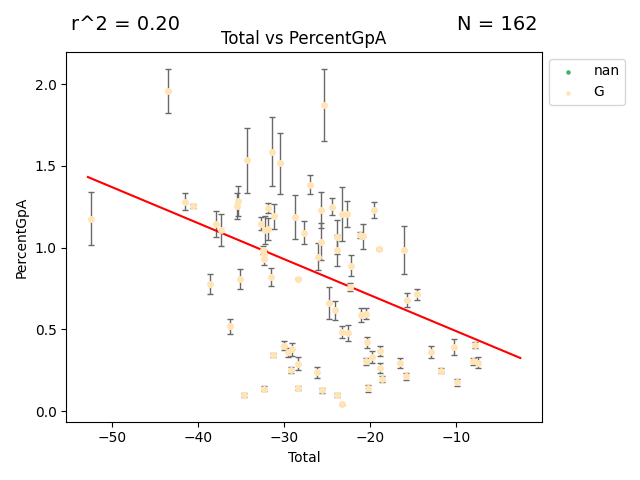 r^2 = 0.20
N = 162
Total vs PercentGpA
nan
G
PercentGpA
2.0
1.5
1.0
0.5
0.0
−50
−40
−30
−20
−10
Total